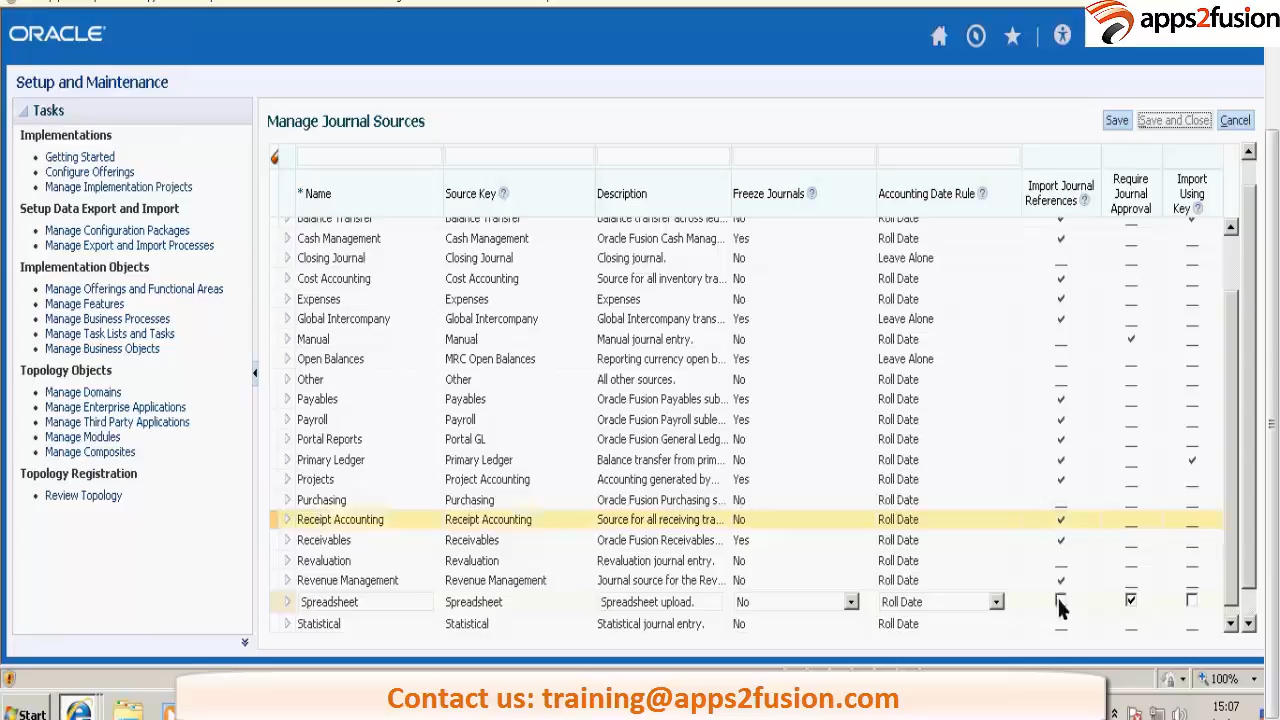 apps2fusion
ORACLE
Setup and Maintenance
Tasks
Implementations
Getting Started
Configure Offerings
Manage Implementation Projects
Setup Data Export and Import
Manage Configuration Packages
Manage Export and Import Processes
Implementation Objects
Manage Offerings and Functional Areas
Manage Features
Manage Business Processes
Manage Task Lists and Tasks
Manage Business Objects
Topology Objects
Manage Domains
Manage Enterprise Applications
Manage Third Party Applications
Manage Modules
Manage Composites
Topology Registration
Review Topology
Manage Journal Sources
Save Save and Close Cancel
* Name Source Key Description Freeze Journals Accounting Date Rule Import Journal References Require Journal Approval Import Using Key
Balance Transfer Balance Transfer Balance transfer across led... Yes Roll Date
Cash Management Cash Management Oracle Fusion Cash Manag... Yes Roll Date
Closing Journal Closing Journal Closing journal. No Leave Alone
Cost Accounting Cost Accounting Source for all inventory tra... No Roll Date
Expenses Expenses Expenses No Roll Date
Global Intercompany Global Intercompany Global Intercompany trans... Yes Leave Alone
Manual Manual Manual journal entry. No Roll Date
Open Balances MRC Open Balances Reporting currency open b... Yes Leave Alone
Other Other All other sources. No Roll Date
Payables Payables Oracle Fusion Payables sub... Yes Roll Date
Payroll Payroll Oracle Fusion Payroll suble... Yes Roll Date
Portal Reports Portal GL Oracle Fusion General Ledg... No Roll Date
Primary Ledger Primary Ledger Balance transfer from prim... No Roll Date
Projects Project Accounting Accounting generated by... Yes Roll Date
Purchasing Purchasing Oracle Fusion Purchasing s... No Roll Date
Receipt Accounting Receipt Accounting Source for all receiving tra... No Roll Date
Receivables Receivables Oracle Fusion Receivables... Yes Roll Date
Revaluation Revaluation Revaluation journal entry. No Roll Date
Revenue Management Revenue Management Journal source for the Rev... No Roll Date
Spreadsheet Spreadsheet Spreadsheet upload. No Roll Date
Statistical Statistical Statistical journal entry. No Roll Date
100%
Contact us: training@apps2fusion.com
Start
15:07